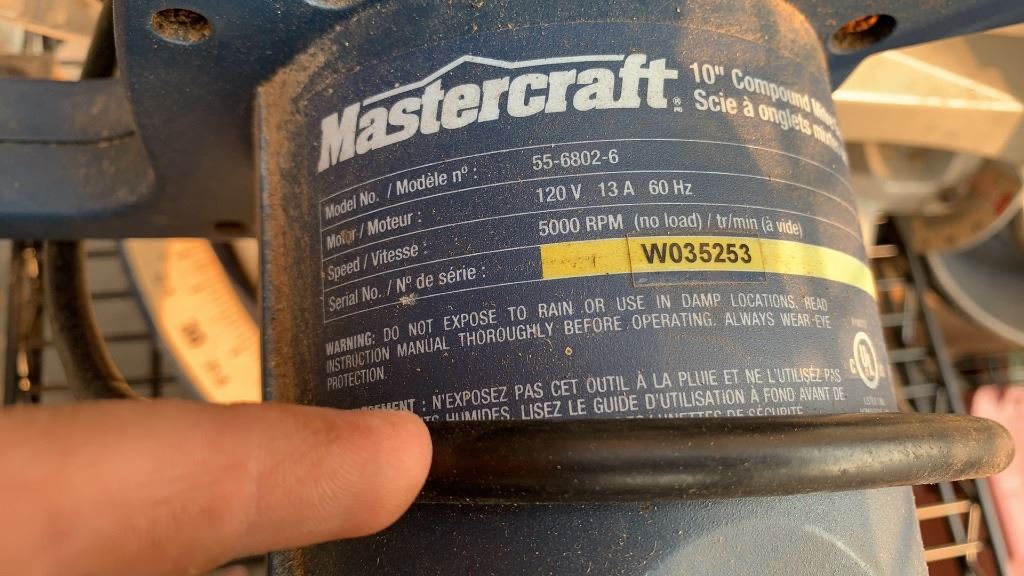 Mastercraft®
10" Compound
Scie à onglets
Model No. / Modèle nº : 55-6802-6
Motor / Moteur : 120 V 13 A 60 Hz
Speed / Vitesse : 5000 RPM (no load) / tr/min (à vide)
Serial No. / Nº de série : W035253
WARNING: DO NOT EXPOSE TO RAIN OR USE IN DAMP LOCATIONS. READ
INSTRUCTION MANUAL THOROUGHLY BEFORE OPERATING. ALWAYS WEAR EYE
PROTECTION.
: N'EXPOSEZ PAS CET OUTIL À LA PLUIE ET NE L'UTILISEZ PAS
HUMIDES. LISEZ LE GUIDE D'UTILISATION À FOND AVANT DE
DE SÉCURITÉ
C UL